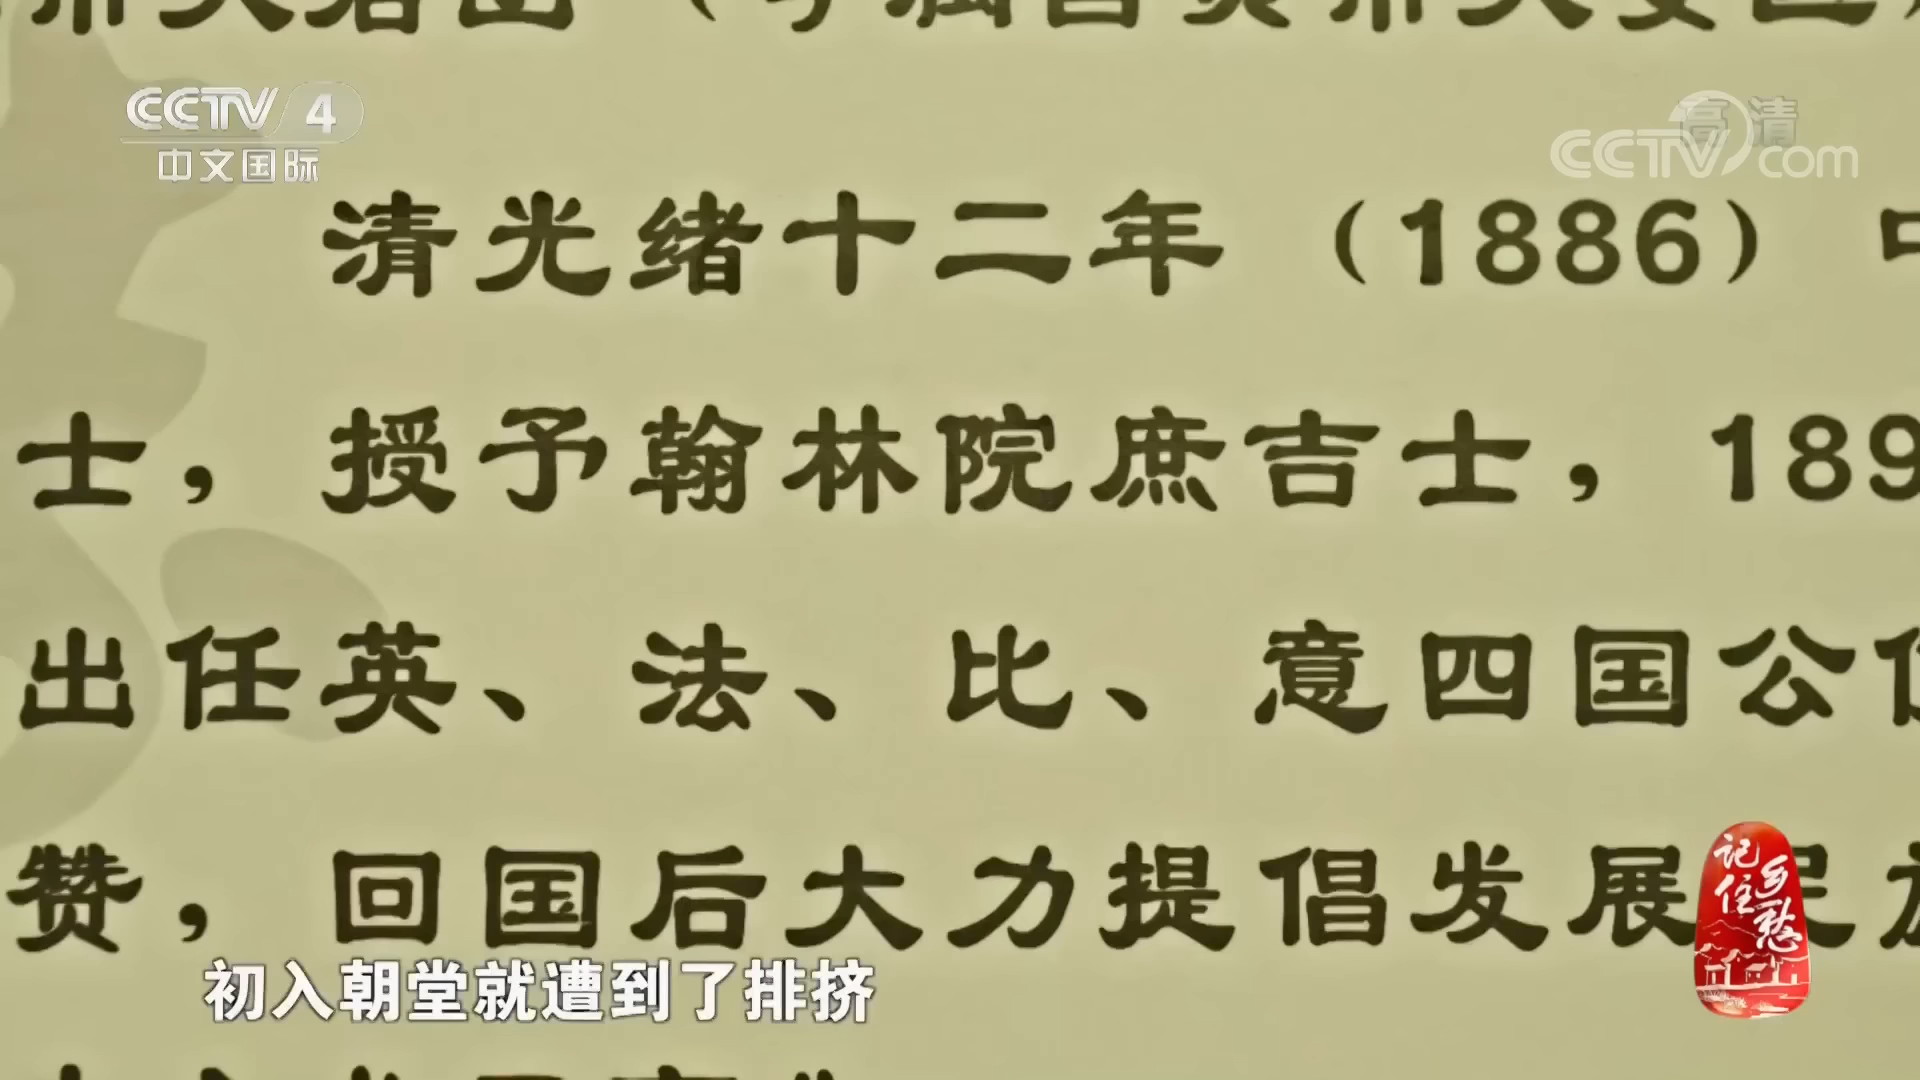 CCTV 4
中文国际
高清
CCTV.com
清光绪十二年（1886）
士，授予翰林院庶吉士，189
出任英、法、比、意四国公
赞，回国后大力提倡发展民
初入朝堂就遭到了排挤
记住乡愁